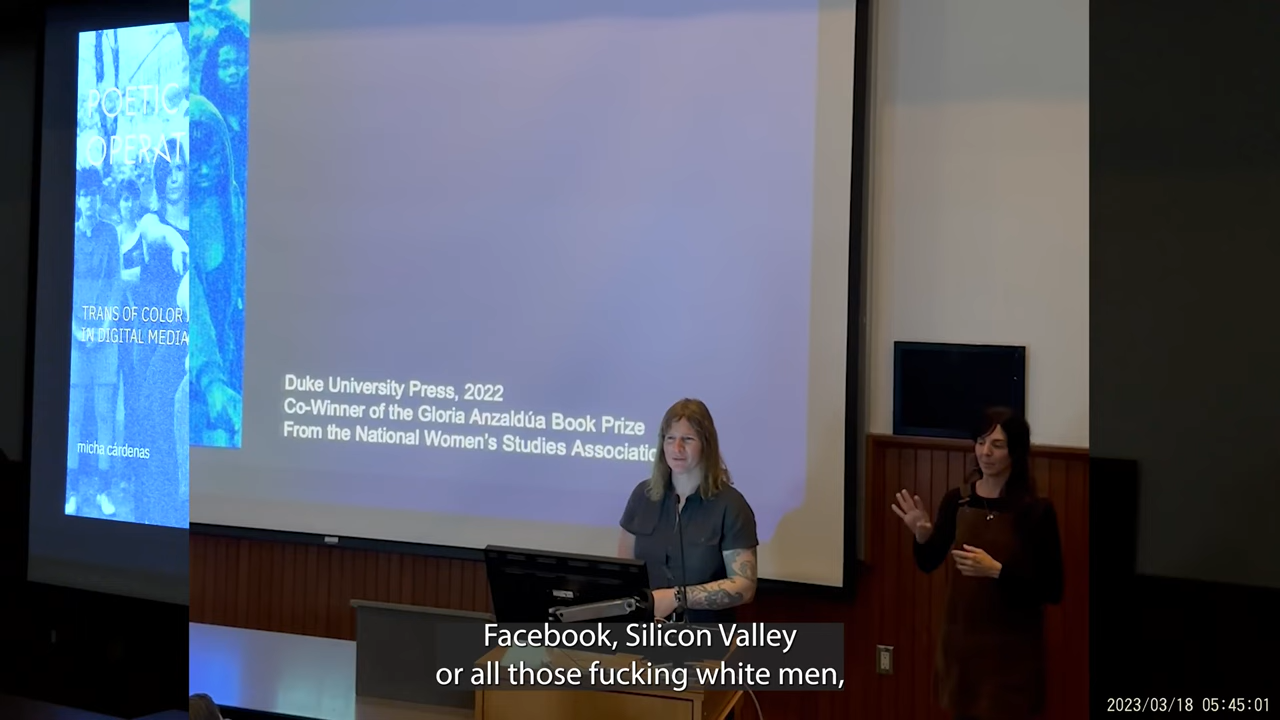 POETIC
OPERAT
TRANS OF COLOR
IN DIGITAL MEDIA
micha cárdenas
Duke University Press, 2022
Co-Winner of the Gloria Anzaldúa Book Prize
From the National Women's Studies Associatio
Facebook, Silicon Valley
or all those fucking white men,
2023/03/18 05:45:01